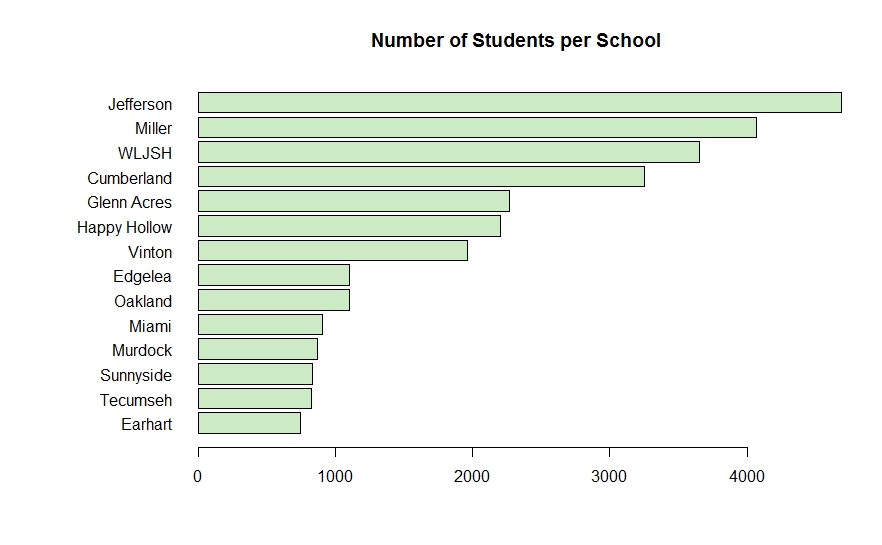 Number of Students per School
Jefferson
Miller
WLJSH
Cumberland
Glenn Acres
Happy Hollow
Vinton
Edgelea
Oakland
Miami
Murdock
Sunnyside
Tecumseh
Earhart
0 1000 2000 3000 4000